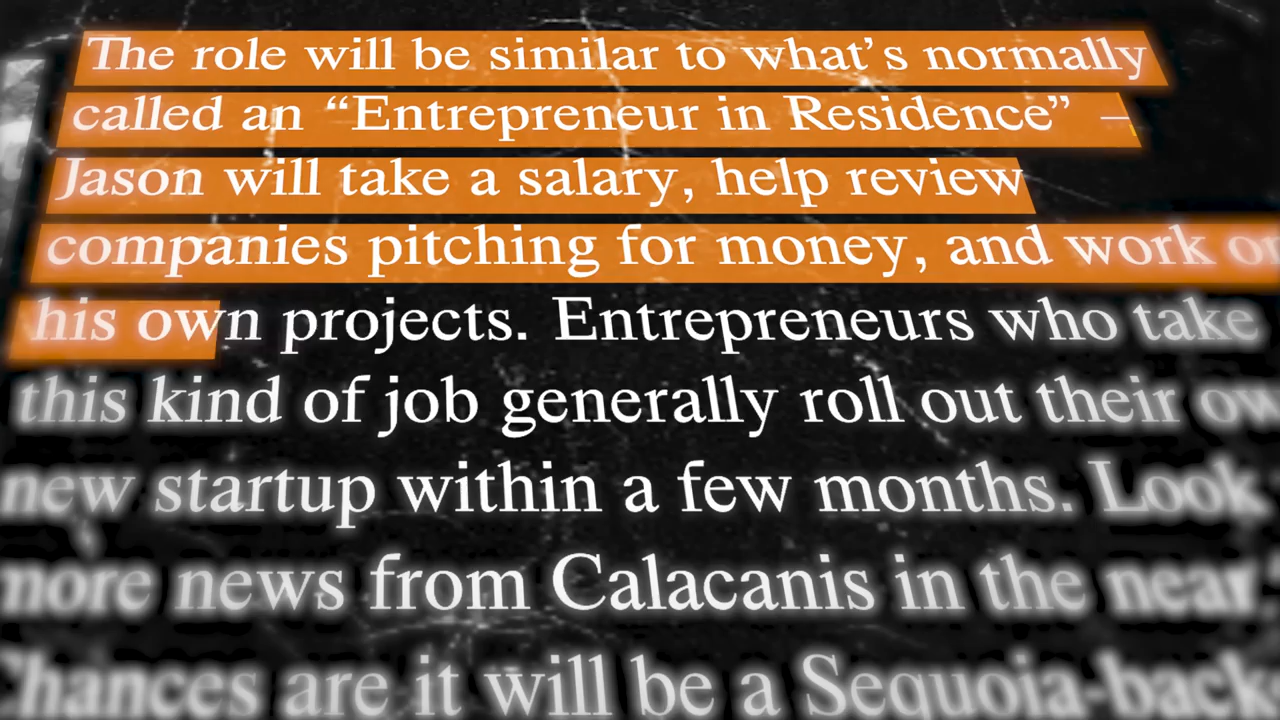 The role will be similar to what’s normally
called an “Entrepreneur in Residence” –
Jason will take a salary, help review
companies pitching for money, and work on
his own projects. Entrepreneurs who take
this kind of job generally roll out their
new startup within a few months. Look
more news from Calacanis in the near
Chances are it will be a